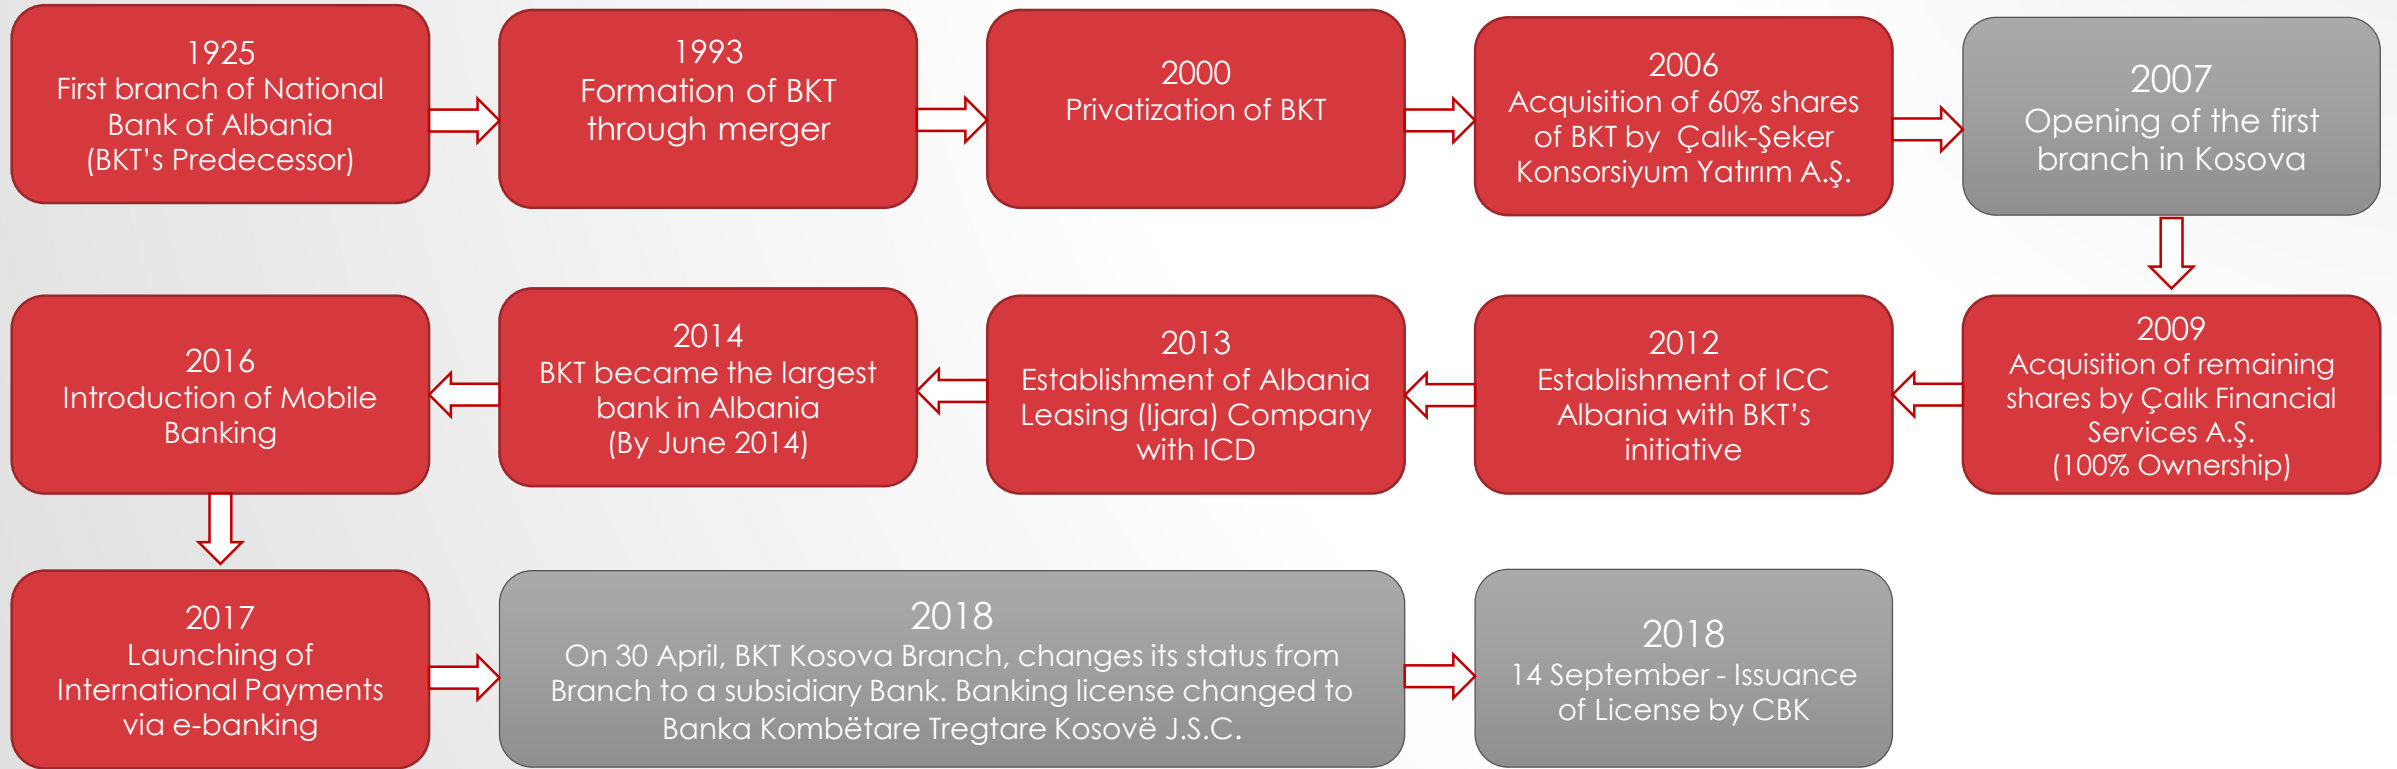 1925
First branch of National
Bank of Albania
(BKT’s Predecessor)
1993
Formation of BKT
through merger
2000
Privatization of BKT
2006
Acquisition of 60% shares
of BKT by Çalık-Şeker
Konsorsiyum Yatırım A.Ş.
2007
Opening of the first
branch in Kosova
2009
Acquisition of remaining
shares by Çalık Financial
Services A.Ş.
(100% Ownership)
2012
Establishment of ICC
Albania with BKT’s
initiative
2013
Establishment of Albania
Leasing (Ijara) Company
with ICD
2014
BKT became the largest
bank in Albania
(By June 2014)
2016
Introduction of Mobile
Banking
2017
Launching of
International Payments
via e-banking
2018
On 30 April, BKT Kosova Branch, changes its status from
Branch to a subsidiary Bank. Banking license changed to
Banka Kombëtare Tregtare Kosovë J.S.C.
2018
14 September - Issuance
of License by CBK